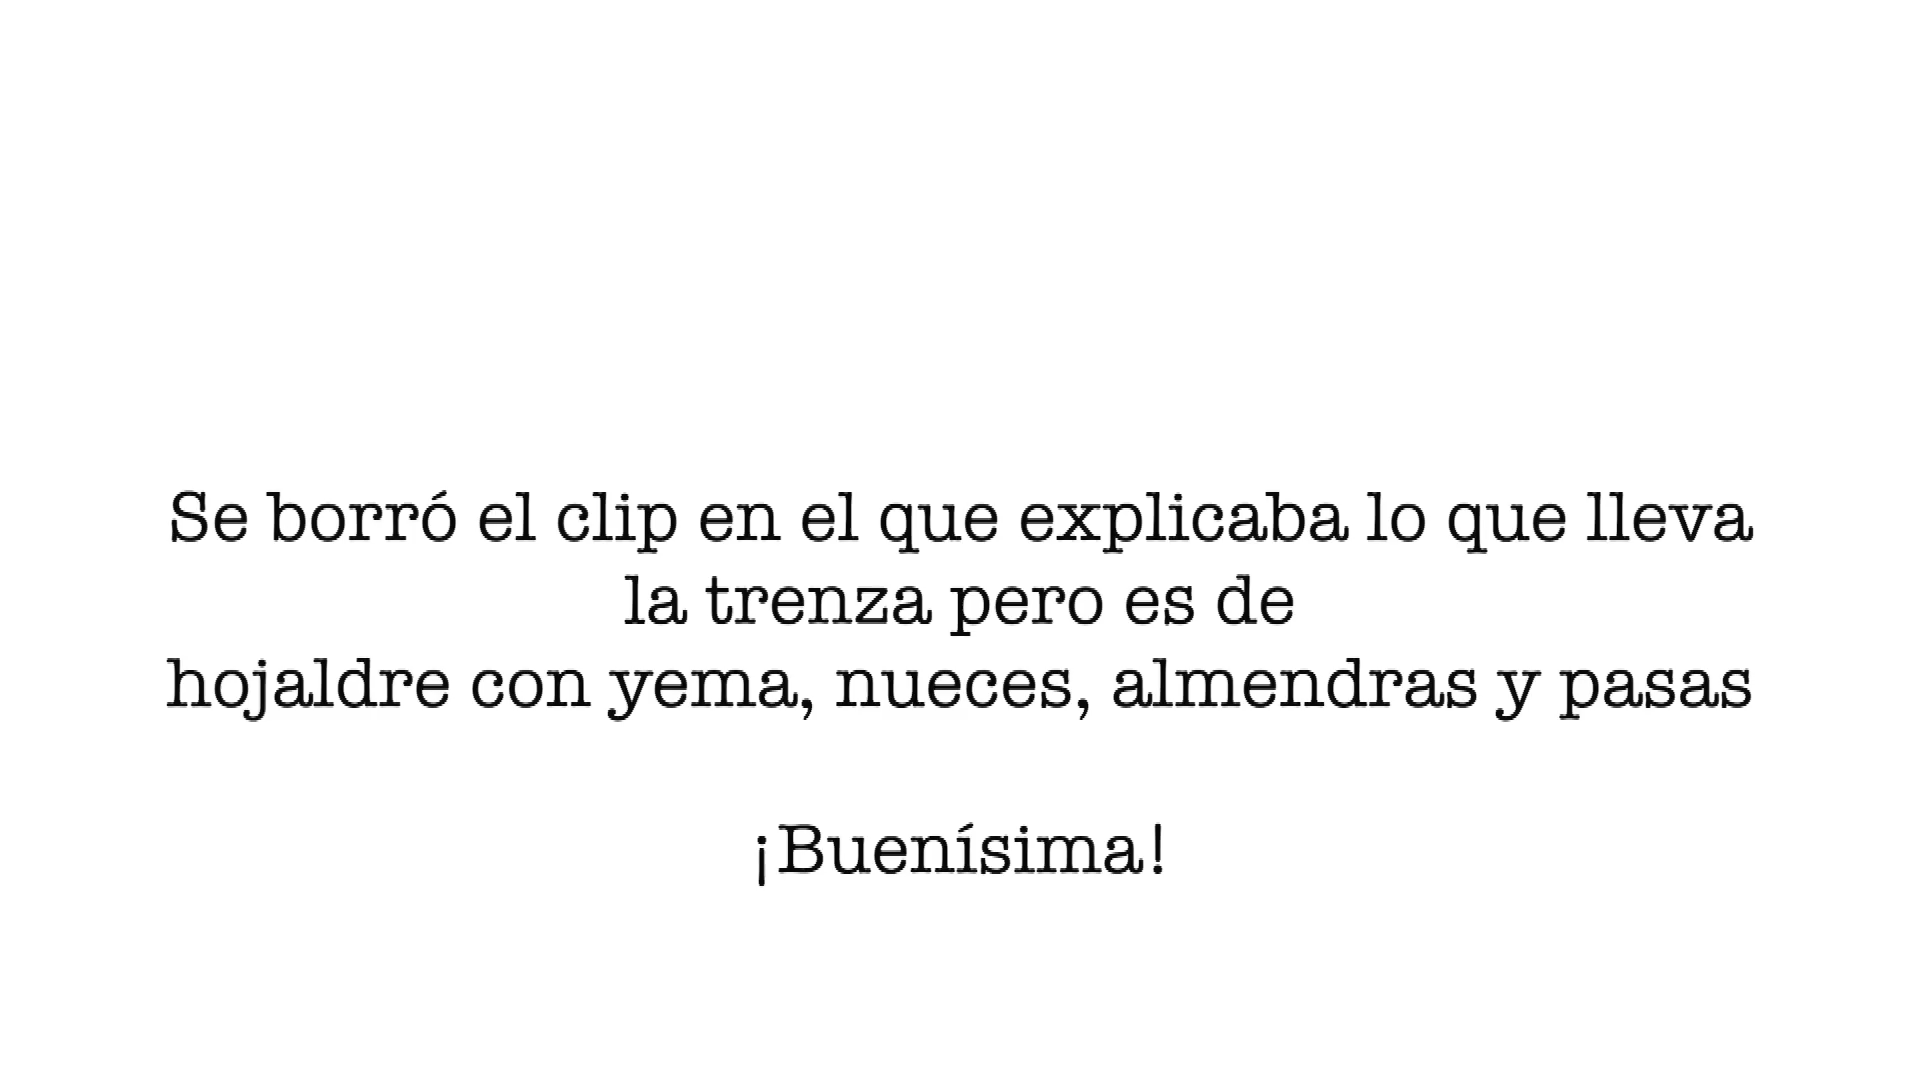 Se borró el clip en el que explicaba lo que lleva
la trenza pero es de
hojaldre con yema, nueces, almendras y pasas
¡Buenísima!